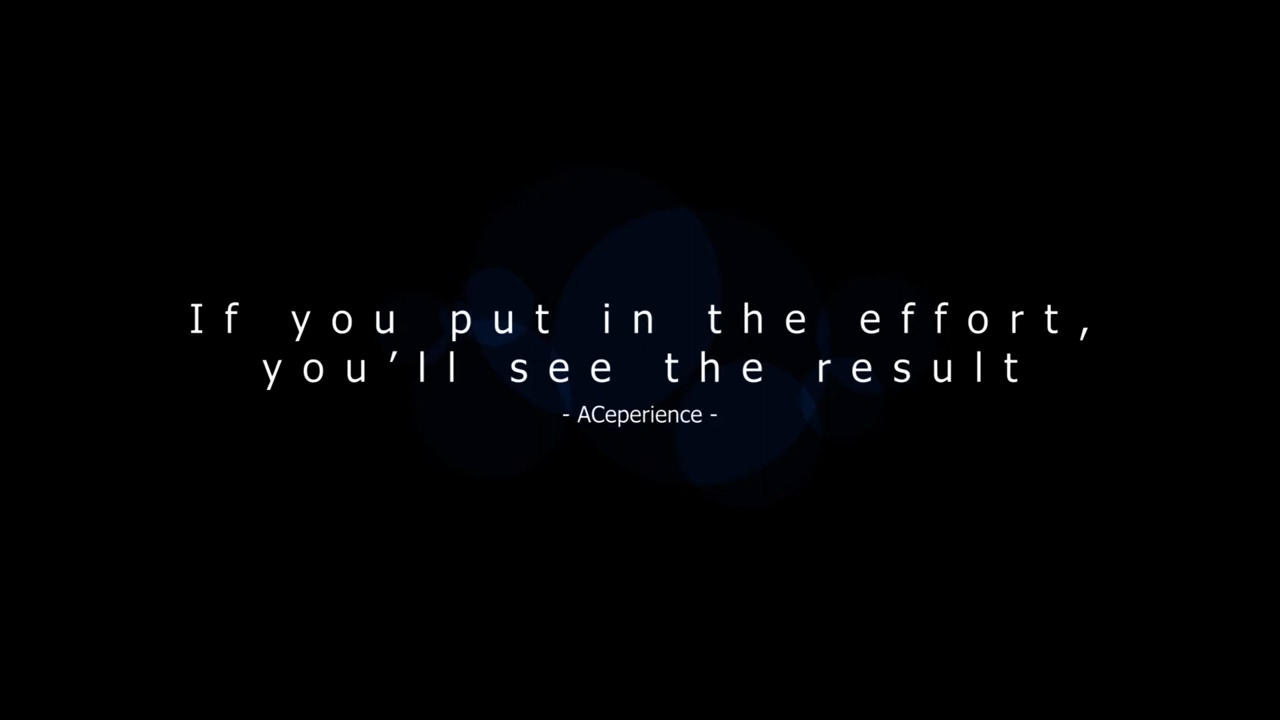 If you put in the effort,
you’ll see the result
- ACeperience -